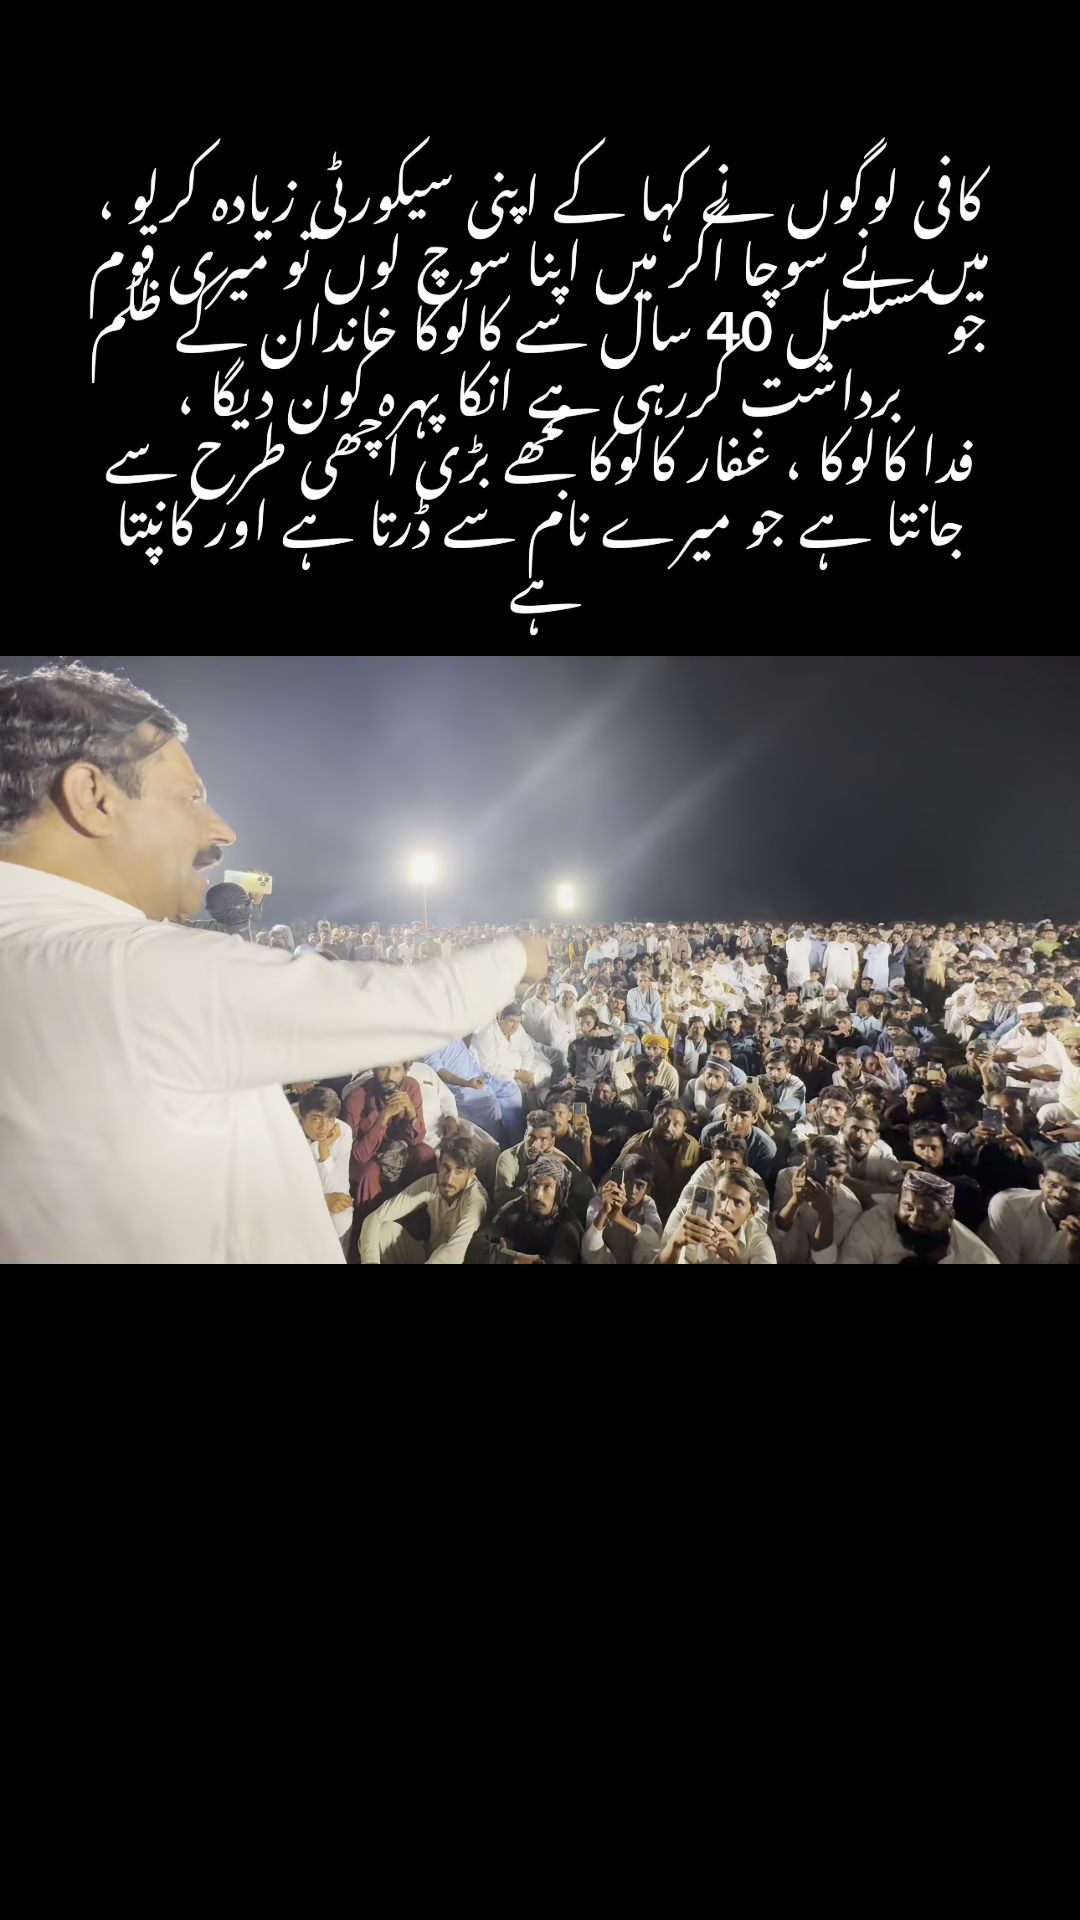 کافی لوگوں نے کہا کے اپنی سیکورٹی زیادہ کرلو ،
میں نے سوچا اگر میں اپنا سوچ لوں تو میری قوم
جو مسلسل 40 سال سے کالوکا خاندان کے ظلم
برداشت کررہی ہے انکا پہرہ کون دیگا ،
فدا کالوکا ، غفار کالوکا مجھے بڑی اچھی طرح سے
جانتا ہے جو میرے نام سے ڈرتا ہے اور کانپتا
ہے